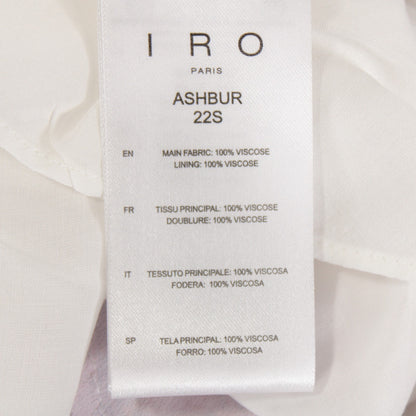 IRO
PARIS
ASHBUR
22S
EN MAIN FABRIC: 100% VISCOSE
LINING: 100% VISCOSE
FR TISSU PRINCIPAL: 100% VISCOSE
DOUBLURE: 100% VISCOSE
IT TESSUTO PRINCIPALE: 100% VISCOSA
FODERA: 100% VISCOSA
SP TELA PRINCIPAL: 100% VISCOSA
FORRO: 100% VISCOSA